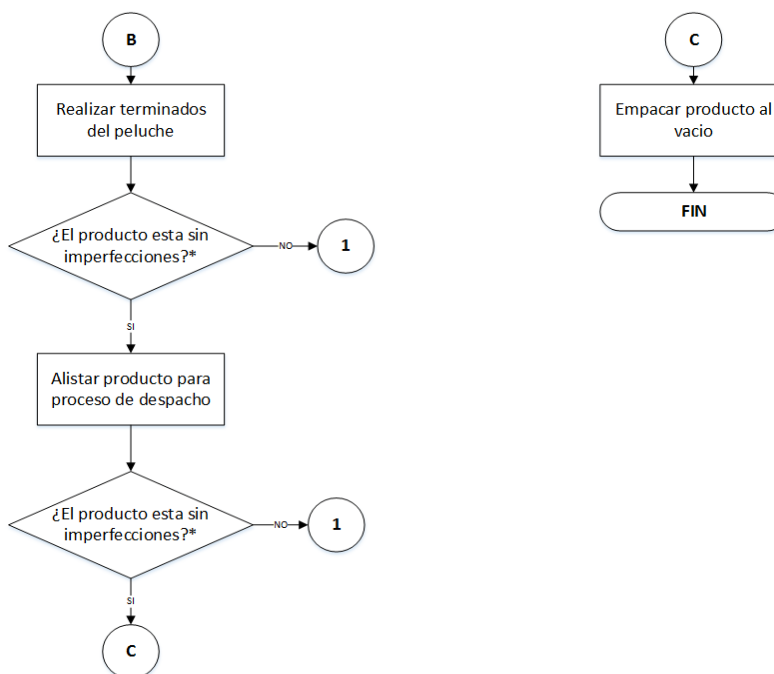 B
Realizar terminados
del peluche
¿El producto esta sin
imperfecciones?*
NO
1
SI
Alistar producto para
proceso de despacho
¿El producto esta sin
imperfecciones?*
NO
1
SI
C
C
Empacar producto al
vacio
FIN